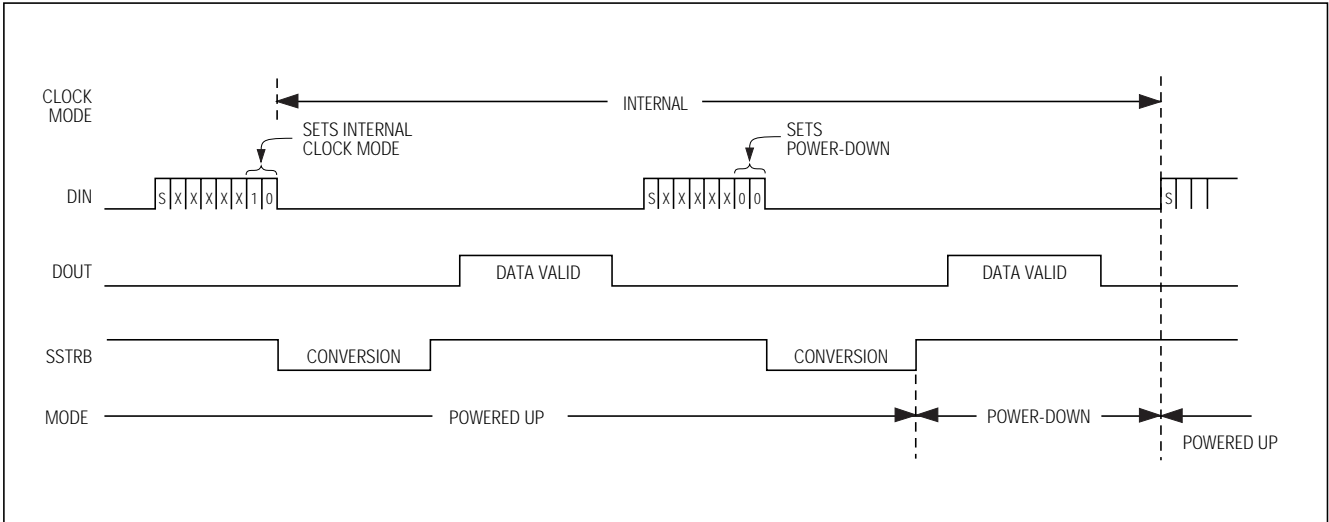 CLOCK
MODE
INTERNAL
SETS INTERNAL
CLOCK MODE
SETS
POWER-DOWN
DIN
S X X X X X 1 0
S X X X X X 0 0
S
DOUT
DATA VALID
DATA VALID
SSTRB
CONVERSION
CONVERSION
MODE
POWERED UP
POWER-DOWN
POWERED UP